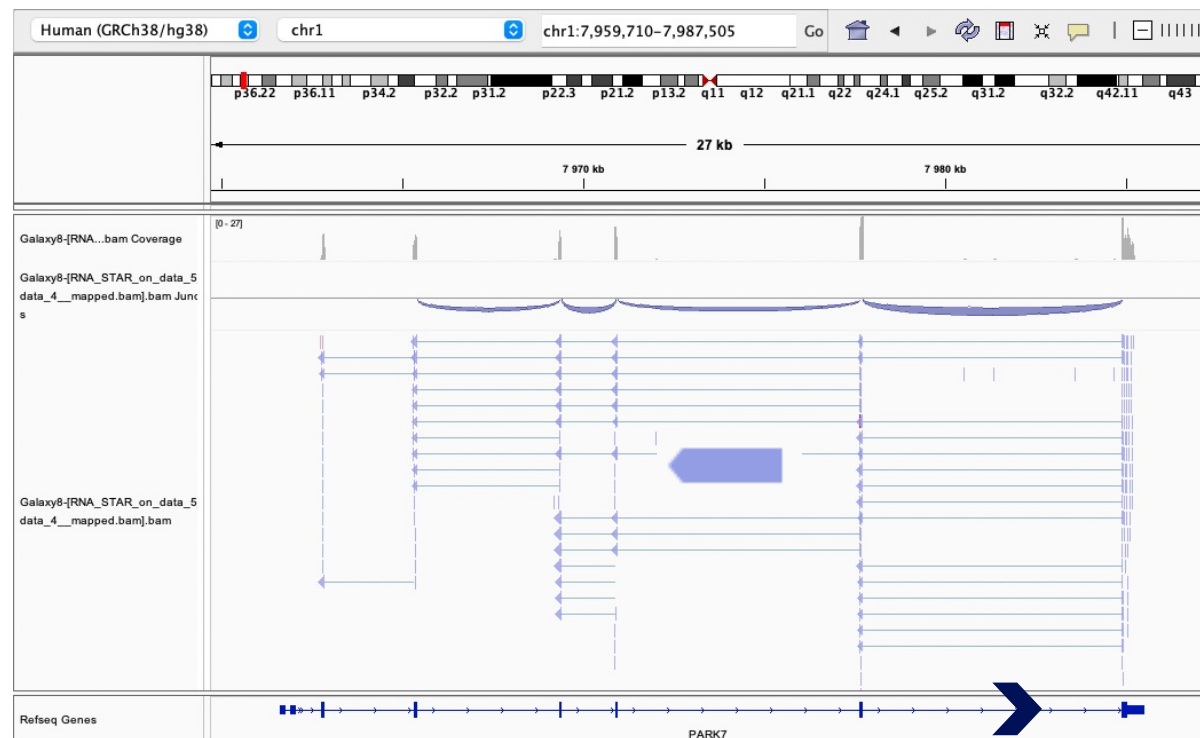 Human (GRCh38/hg38) chr1 chr1:7,959,710-7,987,505 Go
p36.22 p36.11 p34.2 p32.2 p31.2 p22.3 p21.2 p13.2 q11 q12 q21.1 q22 q24.1 q25.2 q31.2 q32.2 q42.11 q43
27 kb
7 970 kb 7 980 kb
[0 - 27]
Galaxy8-[RNA...bam Coverage
Galaxy8-[RNA_STAR_on_data_5
data_4__mapped.bam].bam Junc
s
Galaxy8-[RNA_STAR_on_data_5
data_4__mapped.bam].bam
Refseq Genes
PARK7